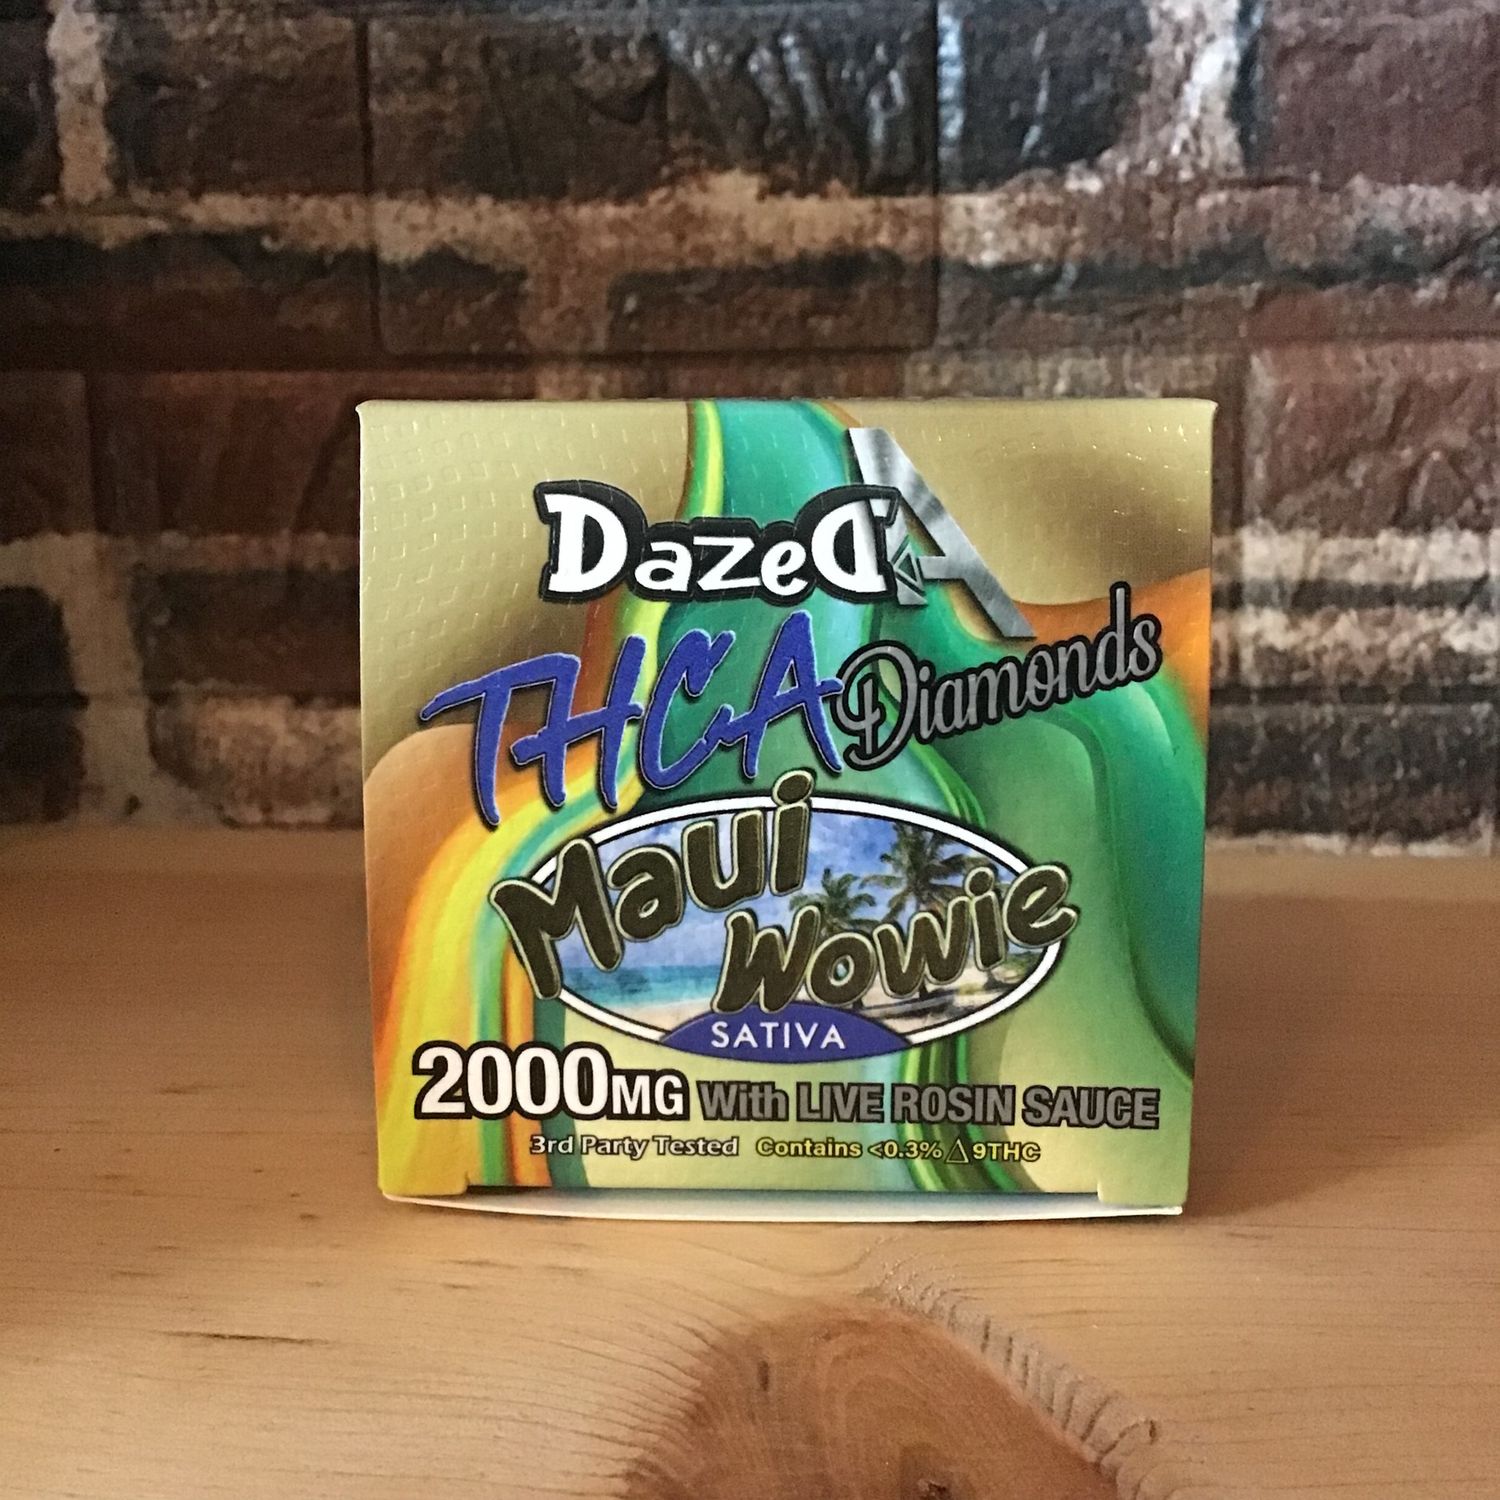 DazeD A
THCA Diamonds
Maui
Wowie
SATIVA
2000MG With LIVE ROSIN SAUCE
3rd Party Tested Contains <0.3% △9THC